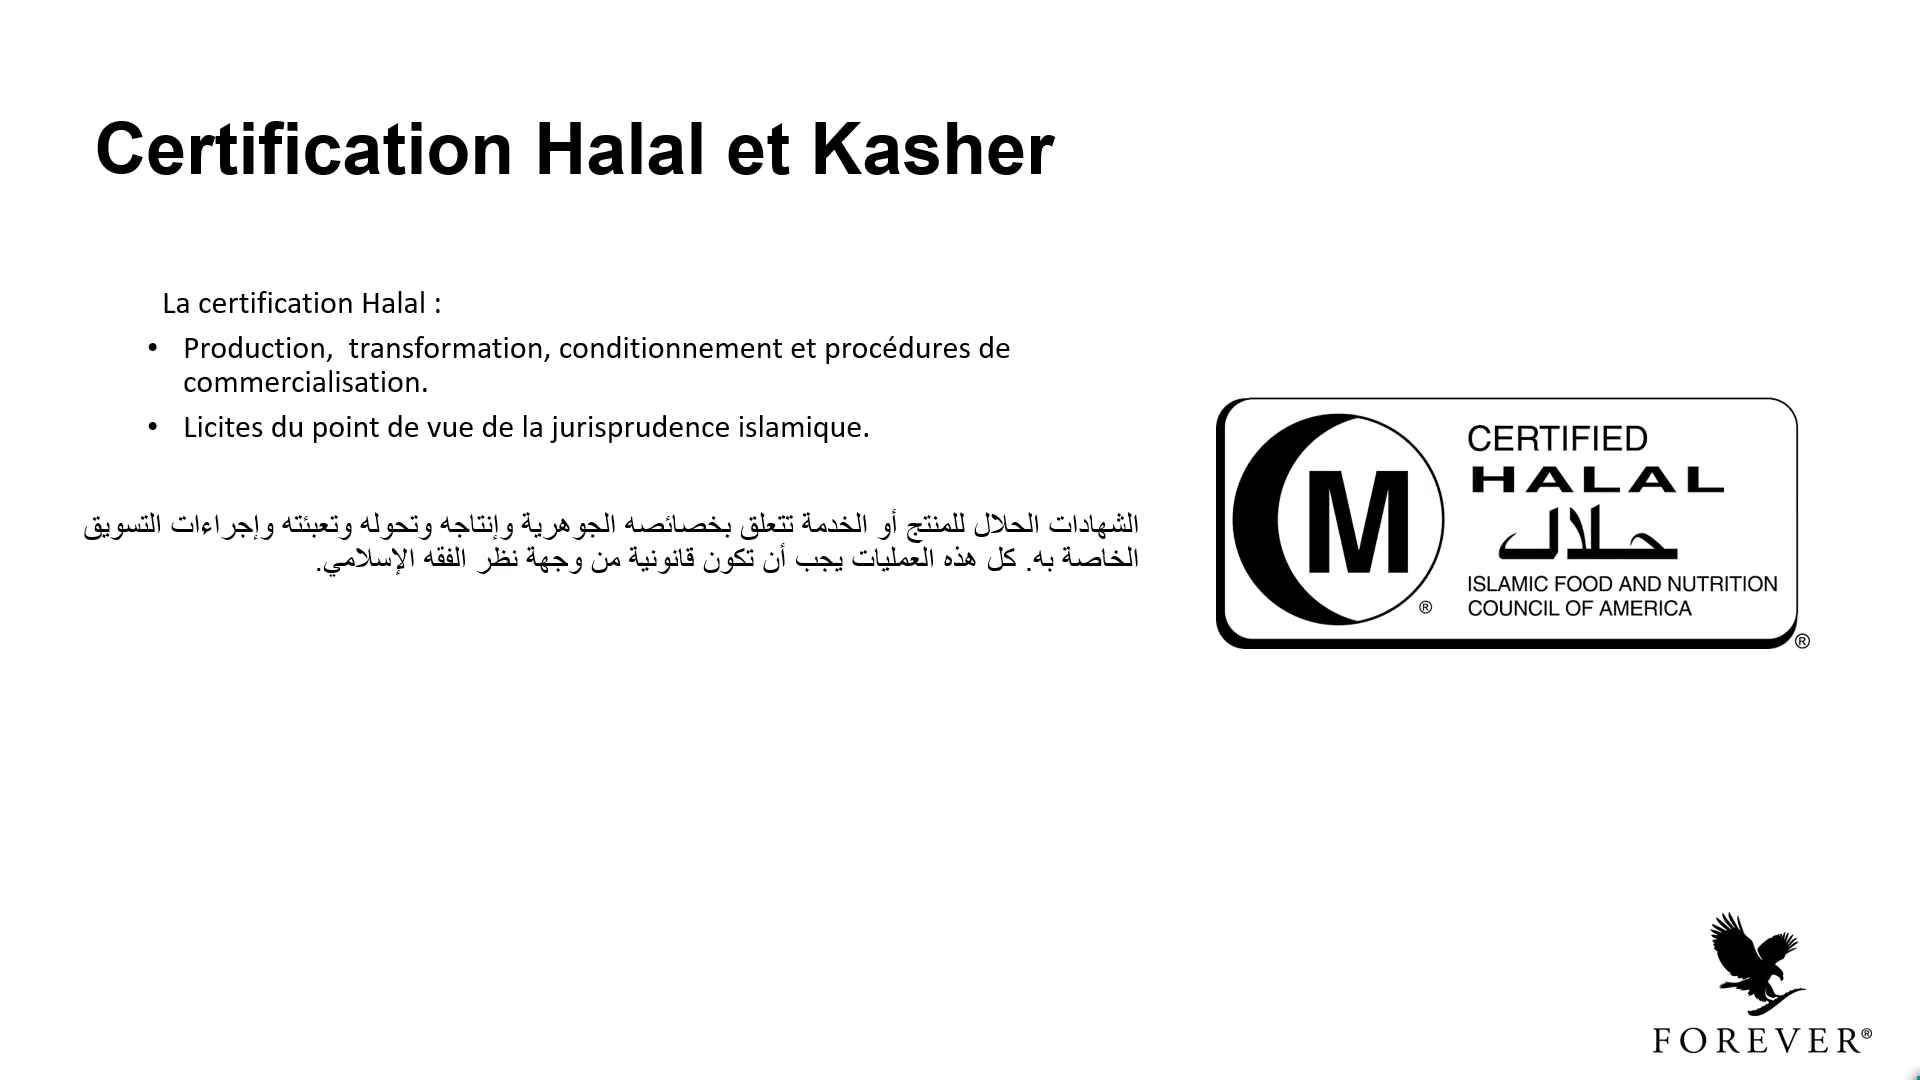 Certification Halal et Kasher
La certification Halal :
• Production,  transformation, conditionnement et procédures de
commercialisation.
• Licites du point de vue de la jurisprudence islamique.
الشهادات الحلال للمنتج أو الخدمة تتعلق بخصائصه الجوهرية وإنتاجه وتحوله وتعبئته وإجراءات التسويق
الخاصة به. كل هذه العمليات يجب أن تكون قانونية من وجهة نظر الفقه الإسلامي.
M
®
CERTIFIED
HALAL
حلال
ISLAMIC FOOD AND NUTRITION
COUNCIL OF AMERICA
®
FOREVER®